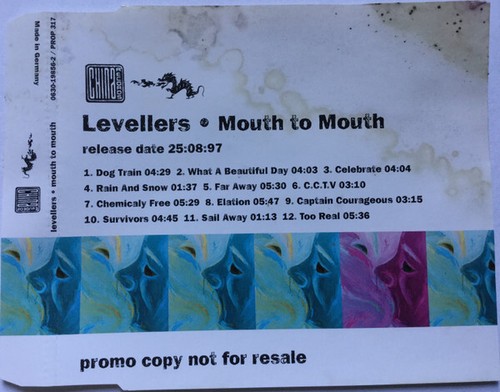 Made in Germany
0630-19856-2 / PROP 317
levellers • mouth to mouth
CHINA
records
Levellers • Mouth to Mouth
release date 25:08:97
1. Dog Train 04:29 2. What A Beautiful Day 04:03 3. Celebrate 04:04
4. Rain And Snow 01:37 5. Far Away 05:30 6. C.C.T.V 03:10
7. Chemicaly Free 05:29 8. Elation 05:47 9. Captain Courageous 03:15
10. Survivors 04:45 11. Sail Away 01:13 12. Too Real 05:36
promo copy not for resale